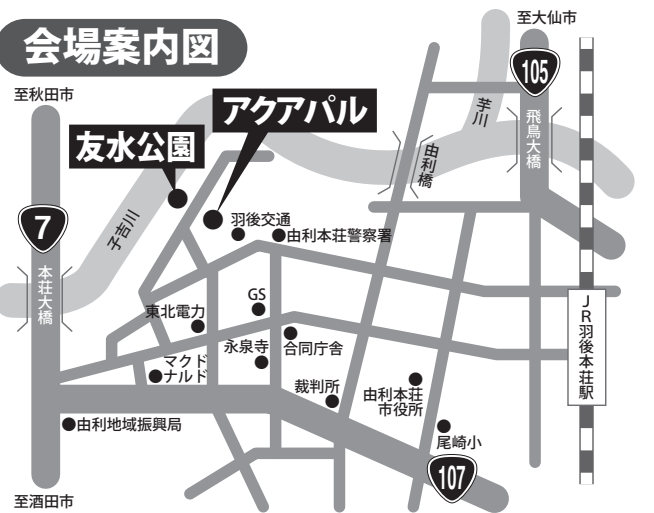 会場案内図
至大仙市
105
至秋田市
アクアパル
友水公園
芋川
飛鳥大橋
由利橋
子吉川
7
羽後交通
由利本荘警察署
本荘大橋
GS
東北電力
JR羽後本荘駅
永泉寺
合同庁舎
マクド
ナルド
裁判所
由利本荘
市役所
由利地域振興局
尾崎小
107
至酒田市